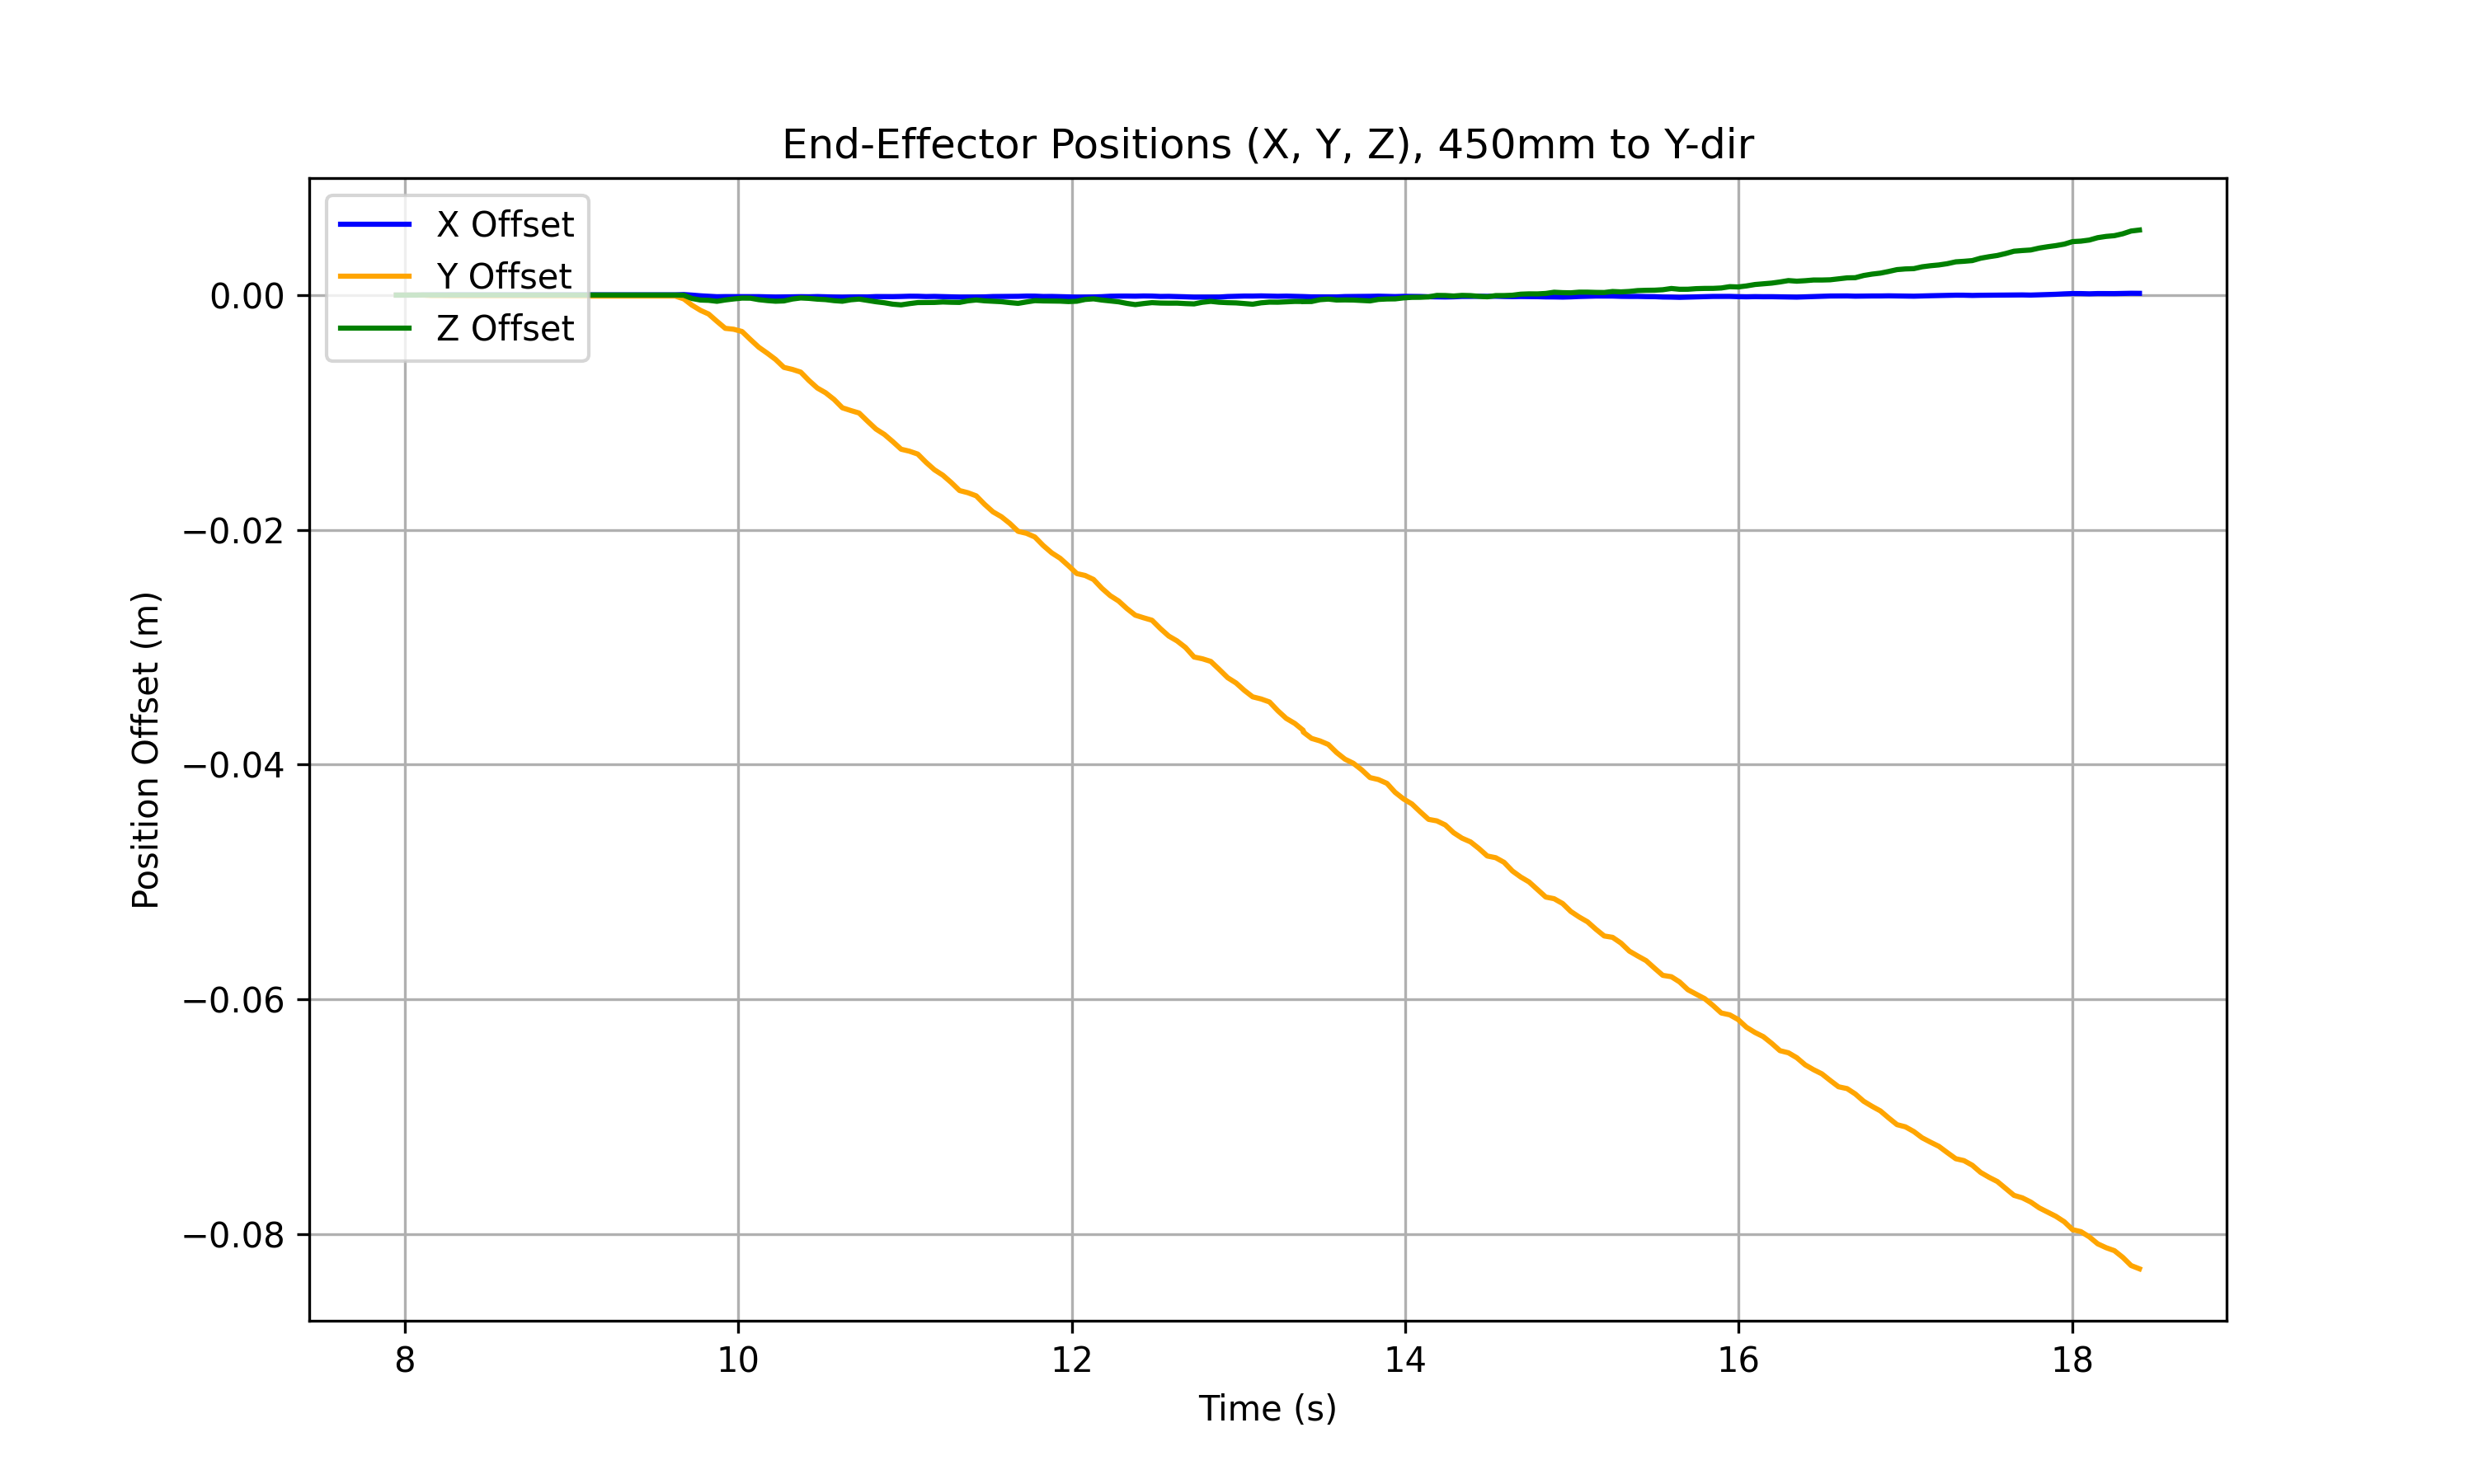 End-Effector Positions (X, Y, Z), 450mm to Y-dir
X Offset
Y Offset
Z Offset
0.00
−0.02
−0.04
−0.06
−0.08
Position Offset (m)
8 10 12 14 16 18
Time (s)